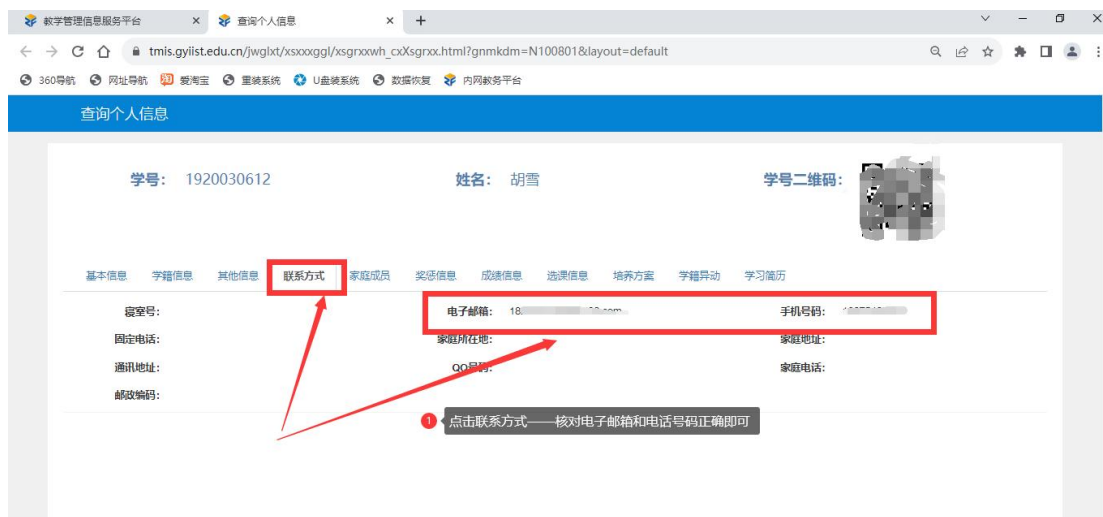 教学管理信息服务平台 × 查询个人信息 × +
tmis.gyiist.edu.cn/jwglxt/xsxxxggl/xsgrxxwh_cxXsgrxx.html?gnmkdm=N100801&layout=default
360导航 网址导航 爱淘宝 重装系统 U盘装系统 数据恢复 内网教务平台
查询个人信息
学号： 1920030612 姓名： 胡雪 学号二维码：
基本信息 学籍信息 其他信息 联系方式 家庭成员 奖惩信息 成绩信息 选课信息 培养方案 学籍异动 学习简历
寝室号： 电子邮箱： 18 手机号码：
固定电话： 家庭所在地： 家庭地址：
通讯地址： QQ号码： 家庭电话：
邮政编码：
1 点击联系方式——核对电子邮箱和电话号码正确即可